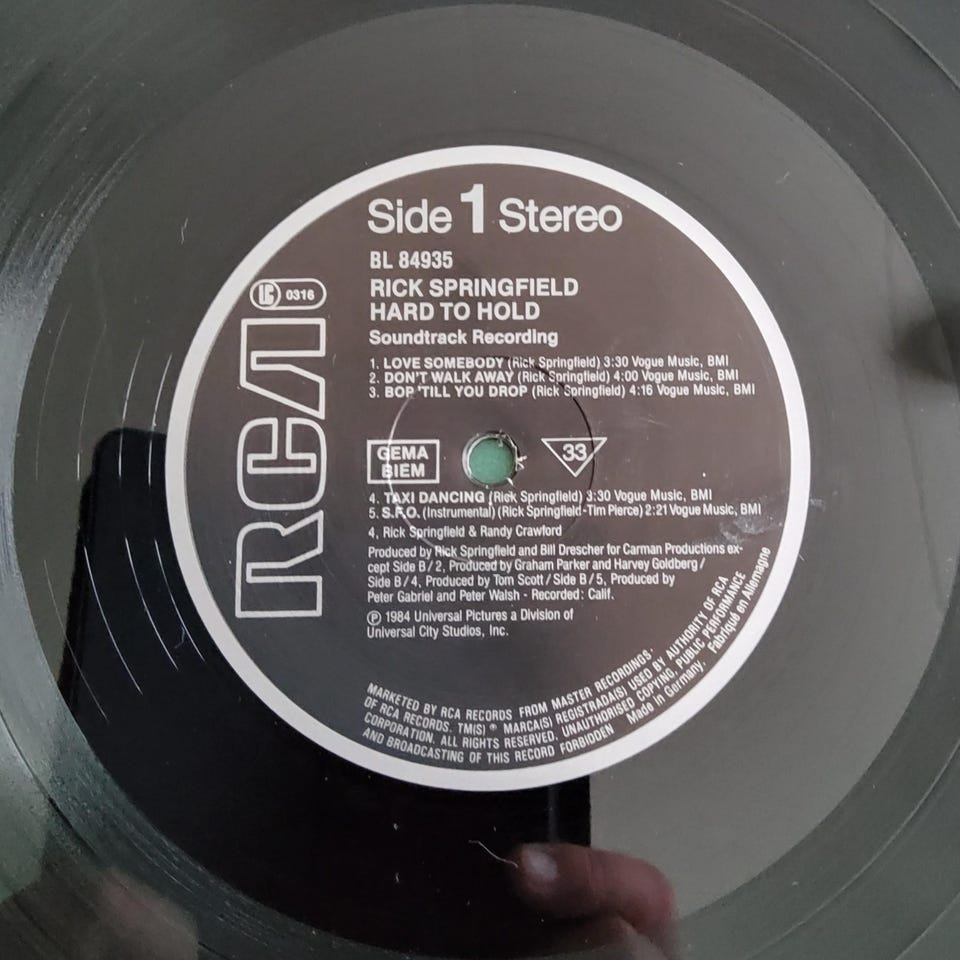 Side 1 Stereo
BL 84935
RICK SPRINGFIELD
HARD TO HOLD
Soundtrack Recording
LC 0316
RCA
1. LOVE SOMEBODY (Rick Springfield) 3:30 Vogue Music, BMI
2. DON'T WALK AWAY (Rick Springfield) 4:00 Vogue Music, BMI
3. BOP 'TILL YOU DROP (Rick Springfield) 4:16 Vogue Music, BMI
GEMA
BIEM
33
4. TAXI DANCING (Rick Springfield) 3:30 Vogue Music, BMI
5. S.F.O. (Instrumental) (Rick Springfield-Tim Pierce) 2:21 Vogue Music, BMI
4, Rick Springfield & Randy Crawford
Produced by Rick Springfield and Bill Drescher for Carman Productions ex-
cept Side B/2, Produced by Graham Parker and Harvey Goldberg/
Side B/4, Produced by Tom Scott/Side B/5, Produced by
Peter Gabriel and Peter Walsh - Recorded: Calif.
℗ 1984 Universal Pictures a Division of
Universal City Studios, Inc.
MARKETED BY RCA RECORDS FROM MASTER RECORDINGS.
OF RCA RECORDS. TM(S) ® MARCA(S) REGISTRADA(S) USED BY AUTHORITY OF RCA
CORPORATION. ALL RIGHTS RESERVED. UNAUTHORISED COPYING, PUBLIC PERFORMANCE
AND BROADCASTING OF THIS RECORD FORBIDDEN
Made in Germany. Fabriqué en Allemagne